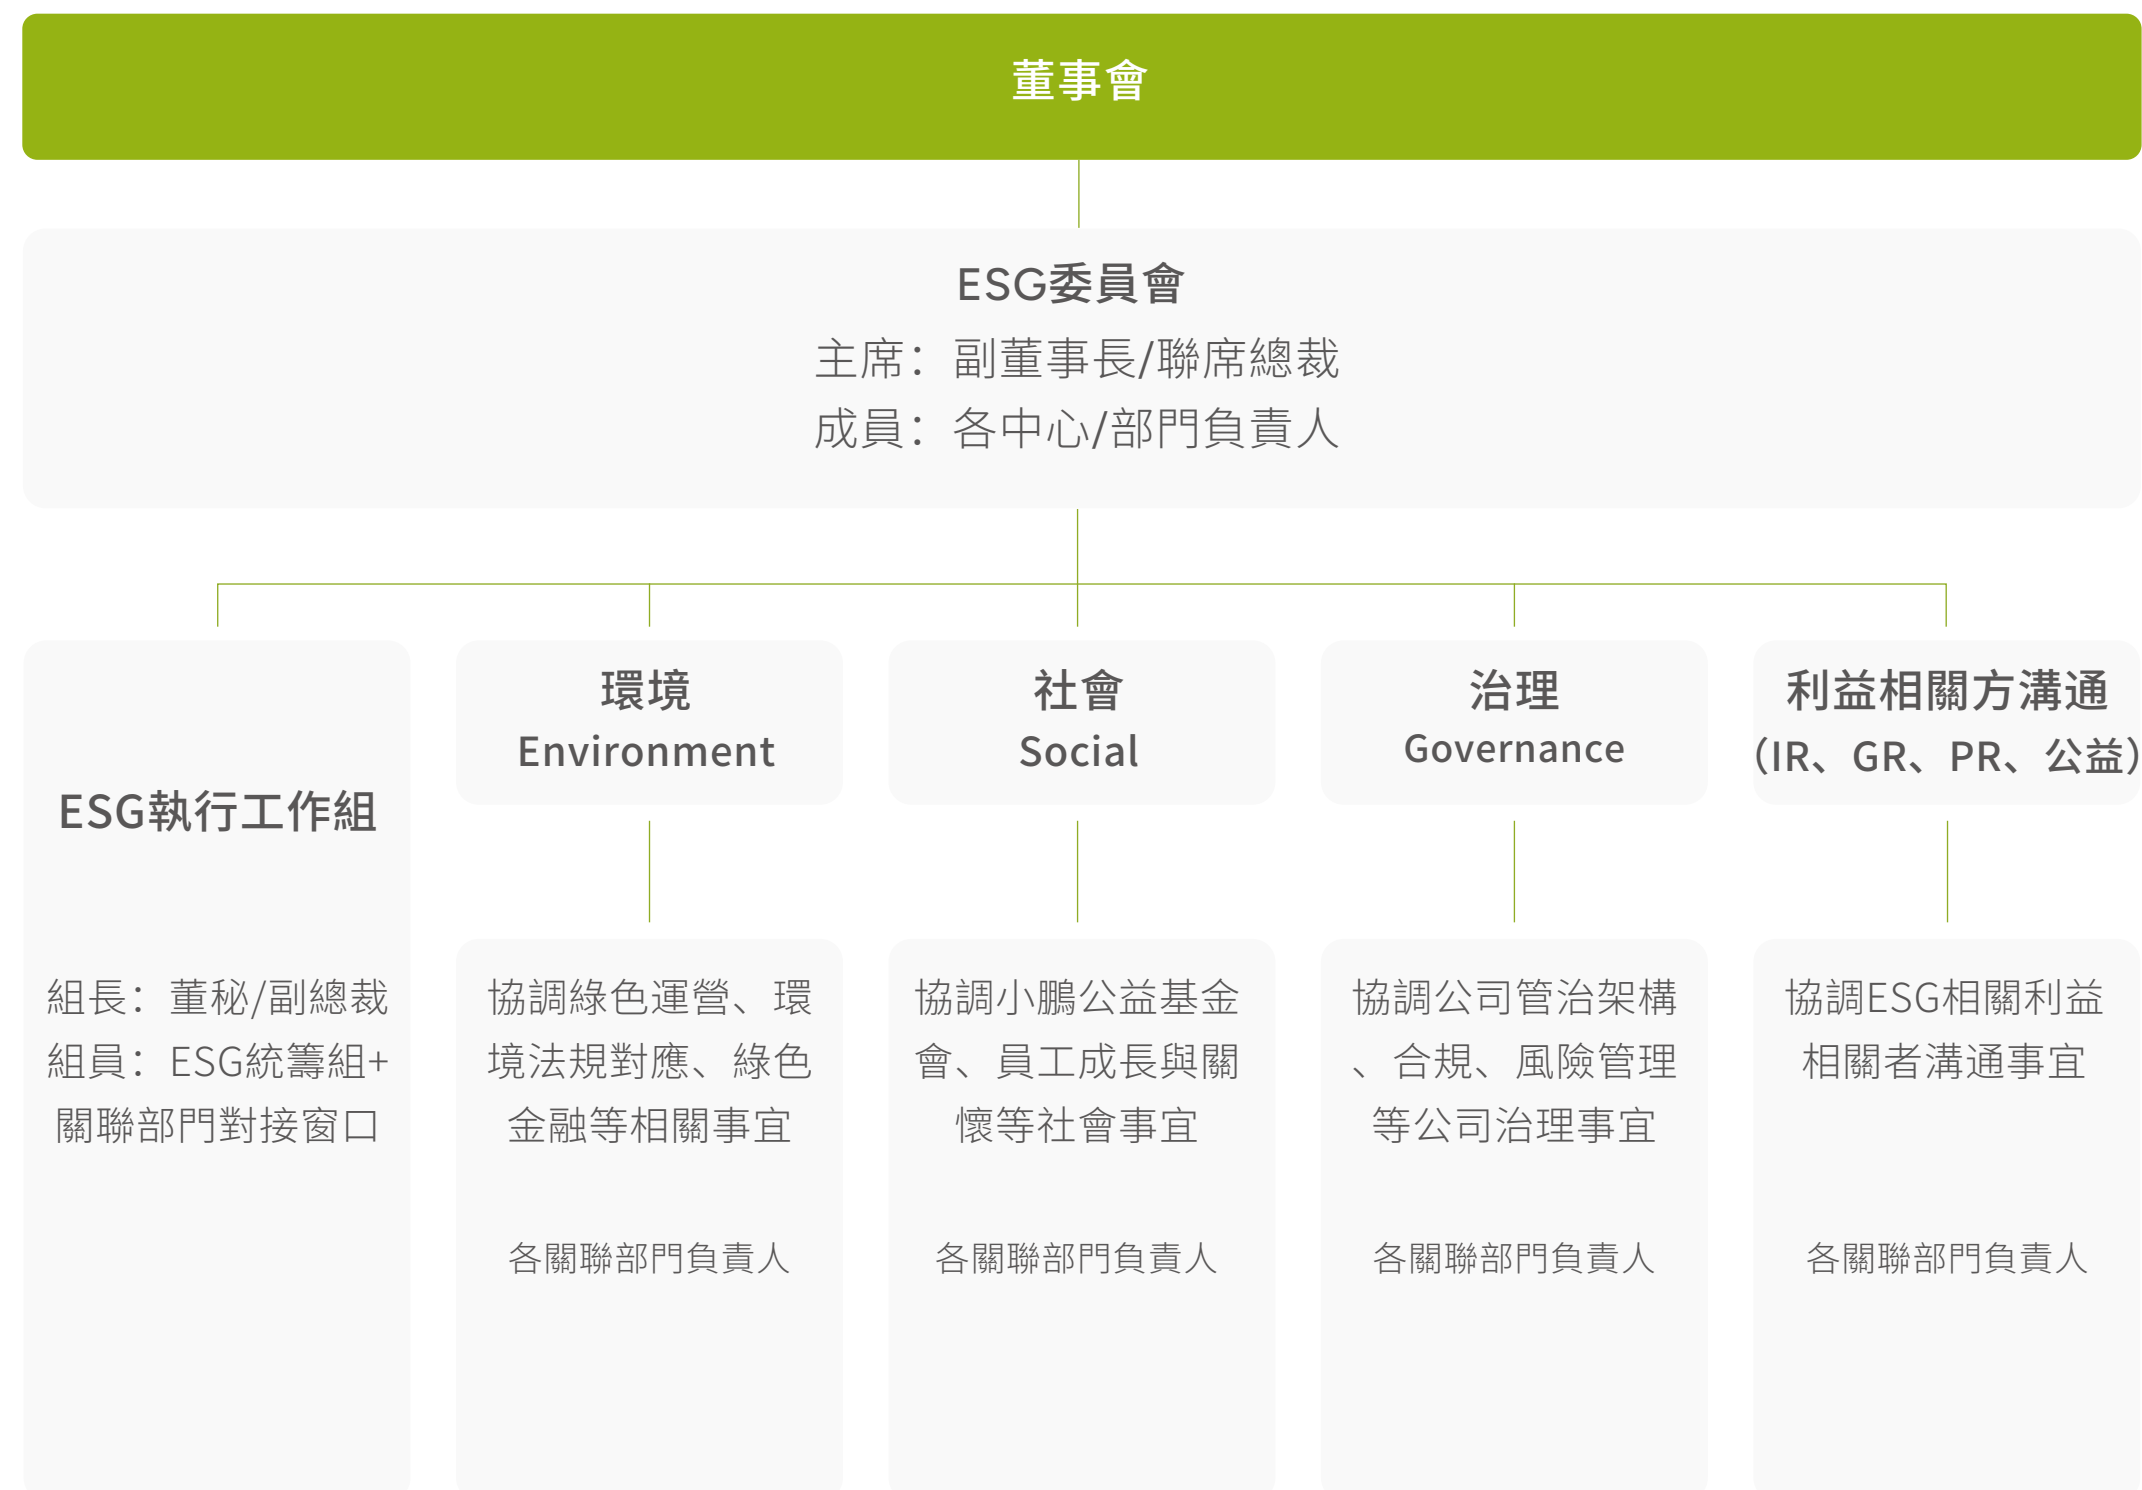 董事會
ESG委員會
主席：副董事長/聯席總裁
成員：各中心/部門負責人
ESG執行工作組
組長：董秘/副總裁
組員：ESG統籌組+
關聯部門對接窗口
環境
Environment
協調綠色運營、環
境法規對應、綠色
金融等相關事宜
各關聯部門負責人
社會
Social
協調小鵬公益基金
會、員工成長與關
懷等社會事宜
各關聯部門負責人
治理
Governance
協調公司管治架構
、合規、風險管理
等公司治理事宜
各關聯部門負責人
利益相關方溝通
（IR、GR、PR、公益）
協調ESG相關利益
相關者溝通事宜
各關聯部門負責人